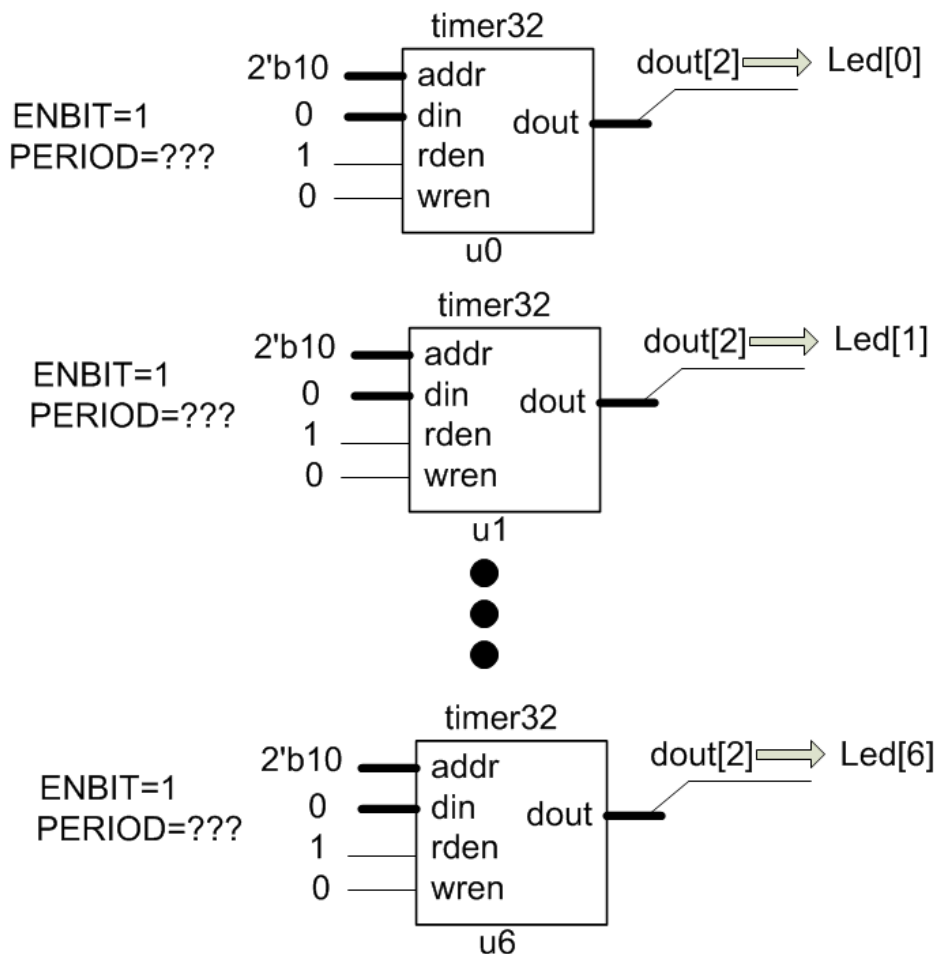 timer32
2'b10
addr
dout[2]
Led[0]
ENBIT=1
0
din
dout
PERIOD=???
1
rden
0
wren
u0
timer32
2'b10
addr
dout[2]
Led[1]
ENBIT=1
0
din
dout
PERIOD=???
1
rden
0
wren
u1
timer32
2'b10
addr
dout[2]
Led[6]
ENBIT=1
0
din
dout
PERIOD=???
1
rden
0
wren
u6